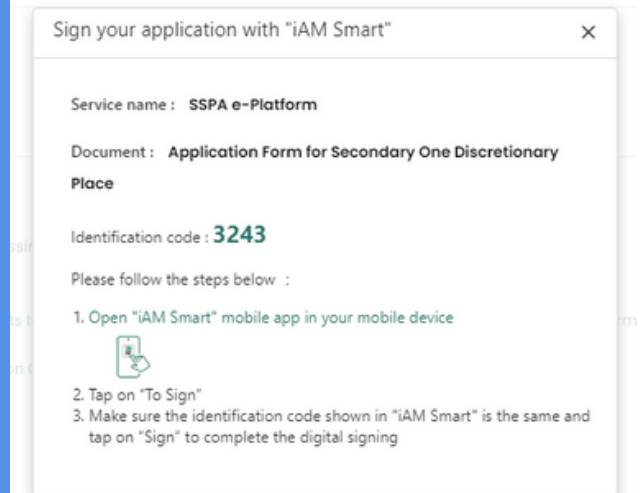 Sign your application with "iAM Smart"
Service name : SSPA e-Platform
Document : Application Form for Secondary One Discretionary
Place
Identification code : 3243
Please follow the steps below :
1. Open "iAM Smart" mobile app in your mobile device
2. Tap on "To Sign"
3. Make sure the identification code shown in "iAM Smart" is the same and
tap on "Sign" to complete the digital signing